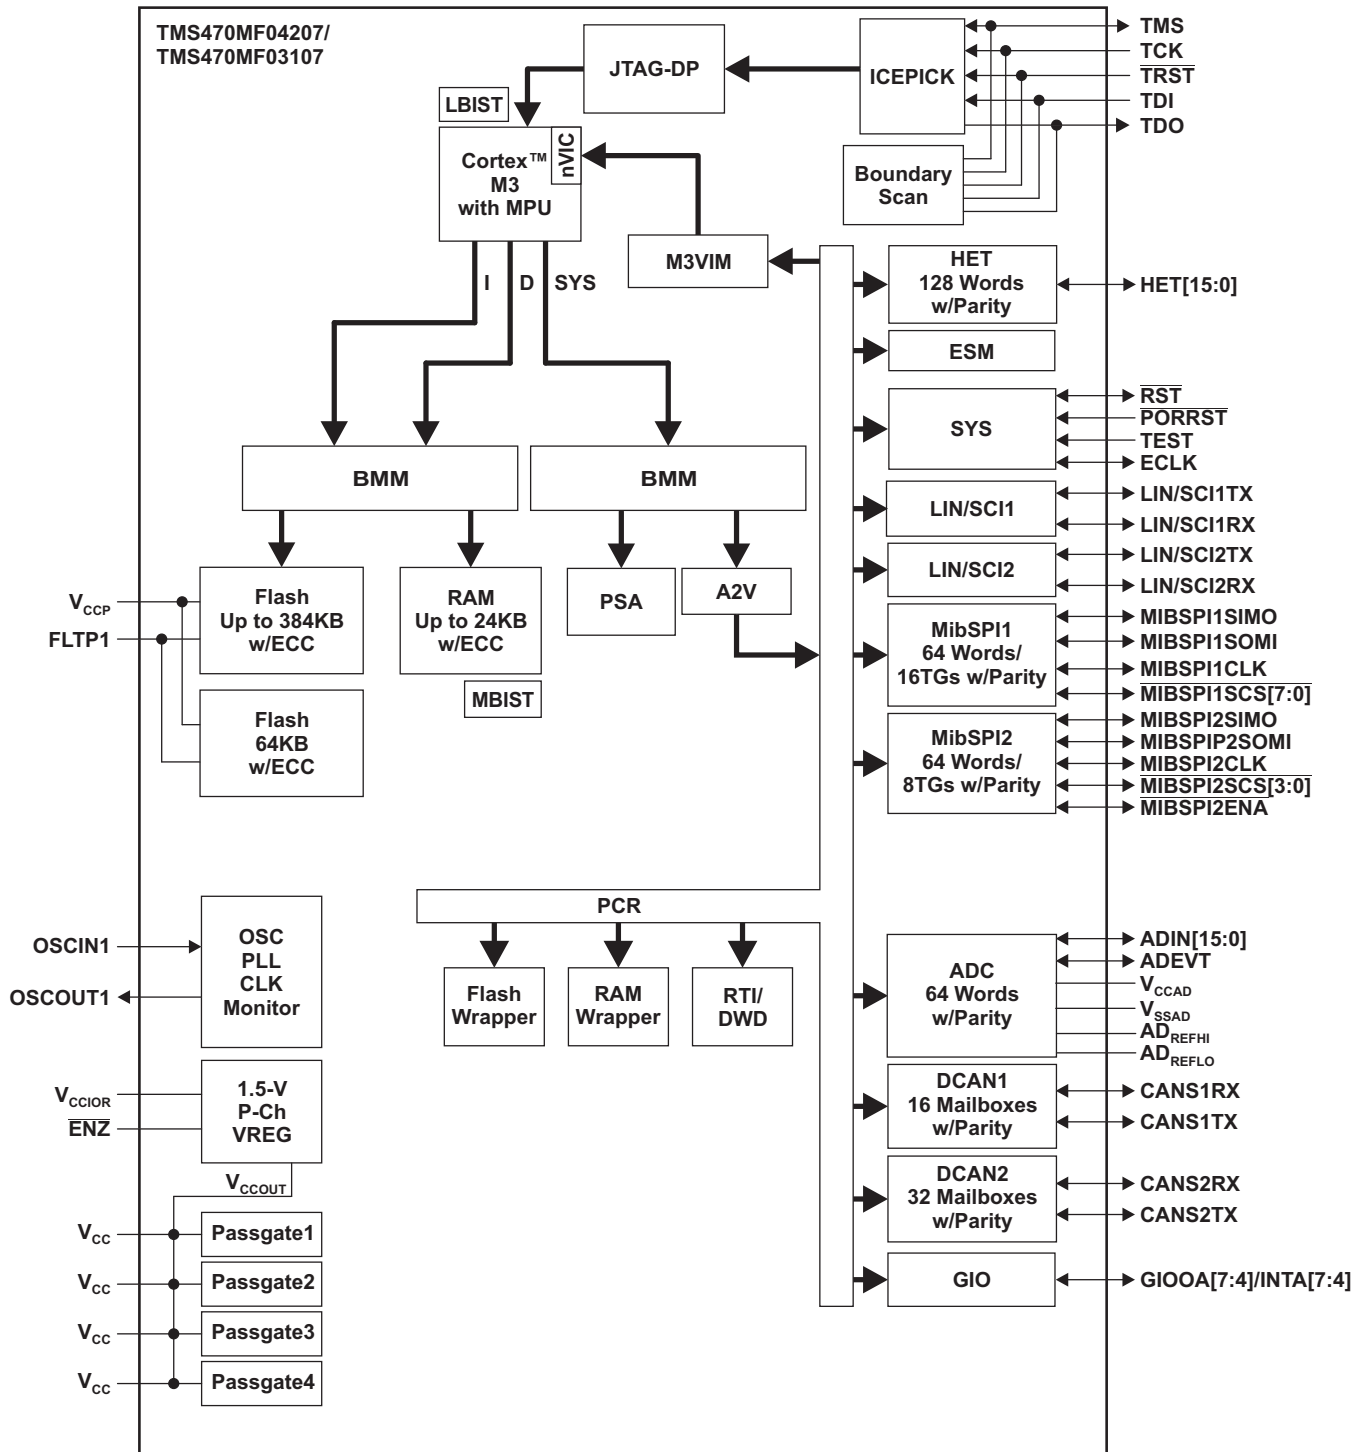 TMS470MF04207/
TMS470MF03107
JTAG-DP
ICEPICK
TMS
TCK
TRST
TDI
TDO
LBIST
Cortex™
M3
with MPU
nVIC
Boundary
Scan
M3VIM
I
D
SYS
HET
128 Words
w/Parity
HET[15:0]
ESM
SYS
RST
PORRST
TEST
ECLK
BMM
BMM
LIN/SCI1
LIN/SCI1TX
LIN/SCI1RX
LIN/SCI2
LIN/SCI2TX
LIN/SCI2RX
VCCP
FLTP1
Flash
Up to 384KB
w/ECC
RAM
Up to 24KB
w/ECC
PSA
A2V
MBIST
Flash
64KB
w/ECC
MibSPI1
64 Words/
16TGs w/Parity
MIBSPI1SIMO
MIBSPI1SOMI
MIBSPI1CLK
MIBSPI1SCS[7:0]
MibSPI2
64 Words/
8TGs w/Parity
MIBSPI2SIMO
MIBSPIP2SOMI
MIBSPI2CLK
MIBSPI2SCS[3:0]
MIBSPI2ENA
PCR
OSCIN1
OSCOUT1
OSC
PLL
CLK
Monitor
Flash
Wrapper
RAM
Wrapper
RTI/
DWD
ADC
64 Words
w/Parity
ADIN[15:0]
ADEVT
VCCAD
VSSAD
ADREFHI
ADREFLO
VCCIOR
ENZ
1.5-V
P-Ch
VREG
VCCOUT
DCAN1
16 Mailboxes
w/Parity
CANS1RX
CANS1TX
DCAN2
32 Mailboxes
w/Parity
CANS2RX
CANS2TX
VCC
Passgate1
VCC
Passgate2
VCC
Passgate3
VCC
Passgate4
GIO
GIOOA[7:4]/INTA[7:4]